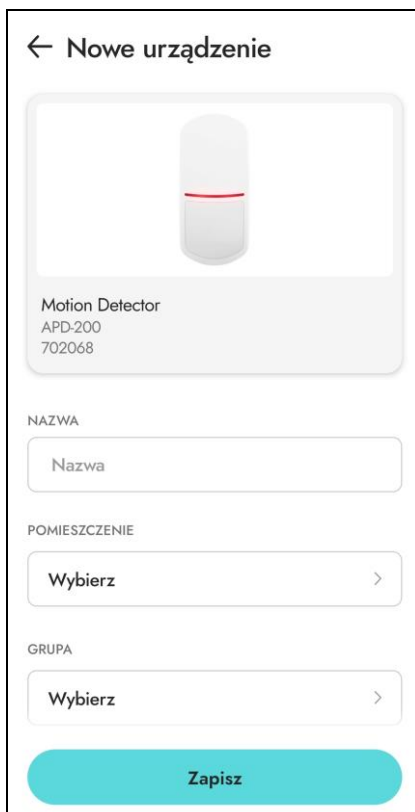 Nowe urządzenie
Motion Detector
APD-200
702068
NAZWA
Nazwa
POMIESZCZENIE
Wybierz
GRUPA
Wybierz
Zapisz